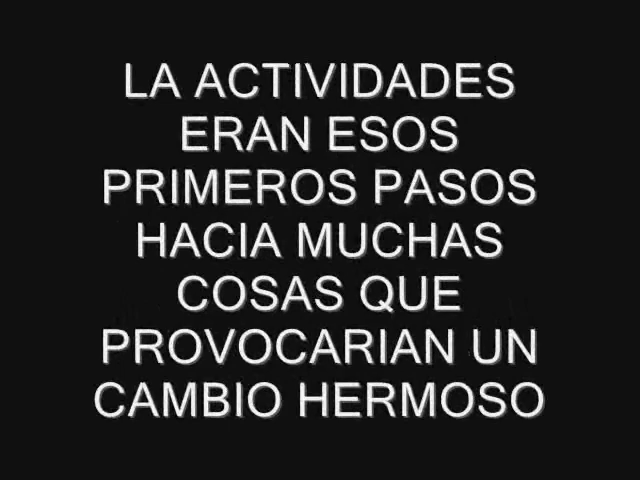 LA ACTIVIDADES
ERAN ESOS
PRIMEROS PASOS
HACIA MUCHAS
COSAS QUE
PROVOCARIAN UN
CAMBIO HERMOSO